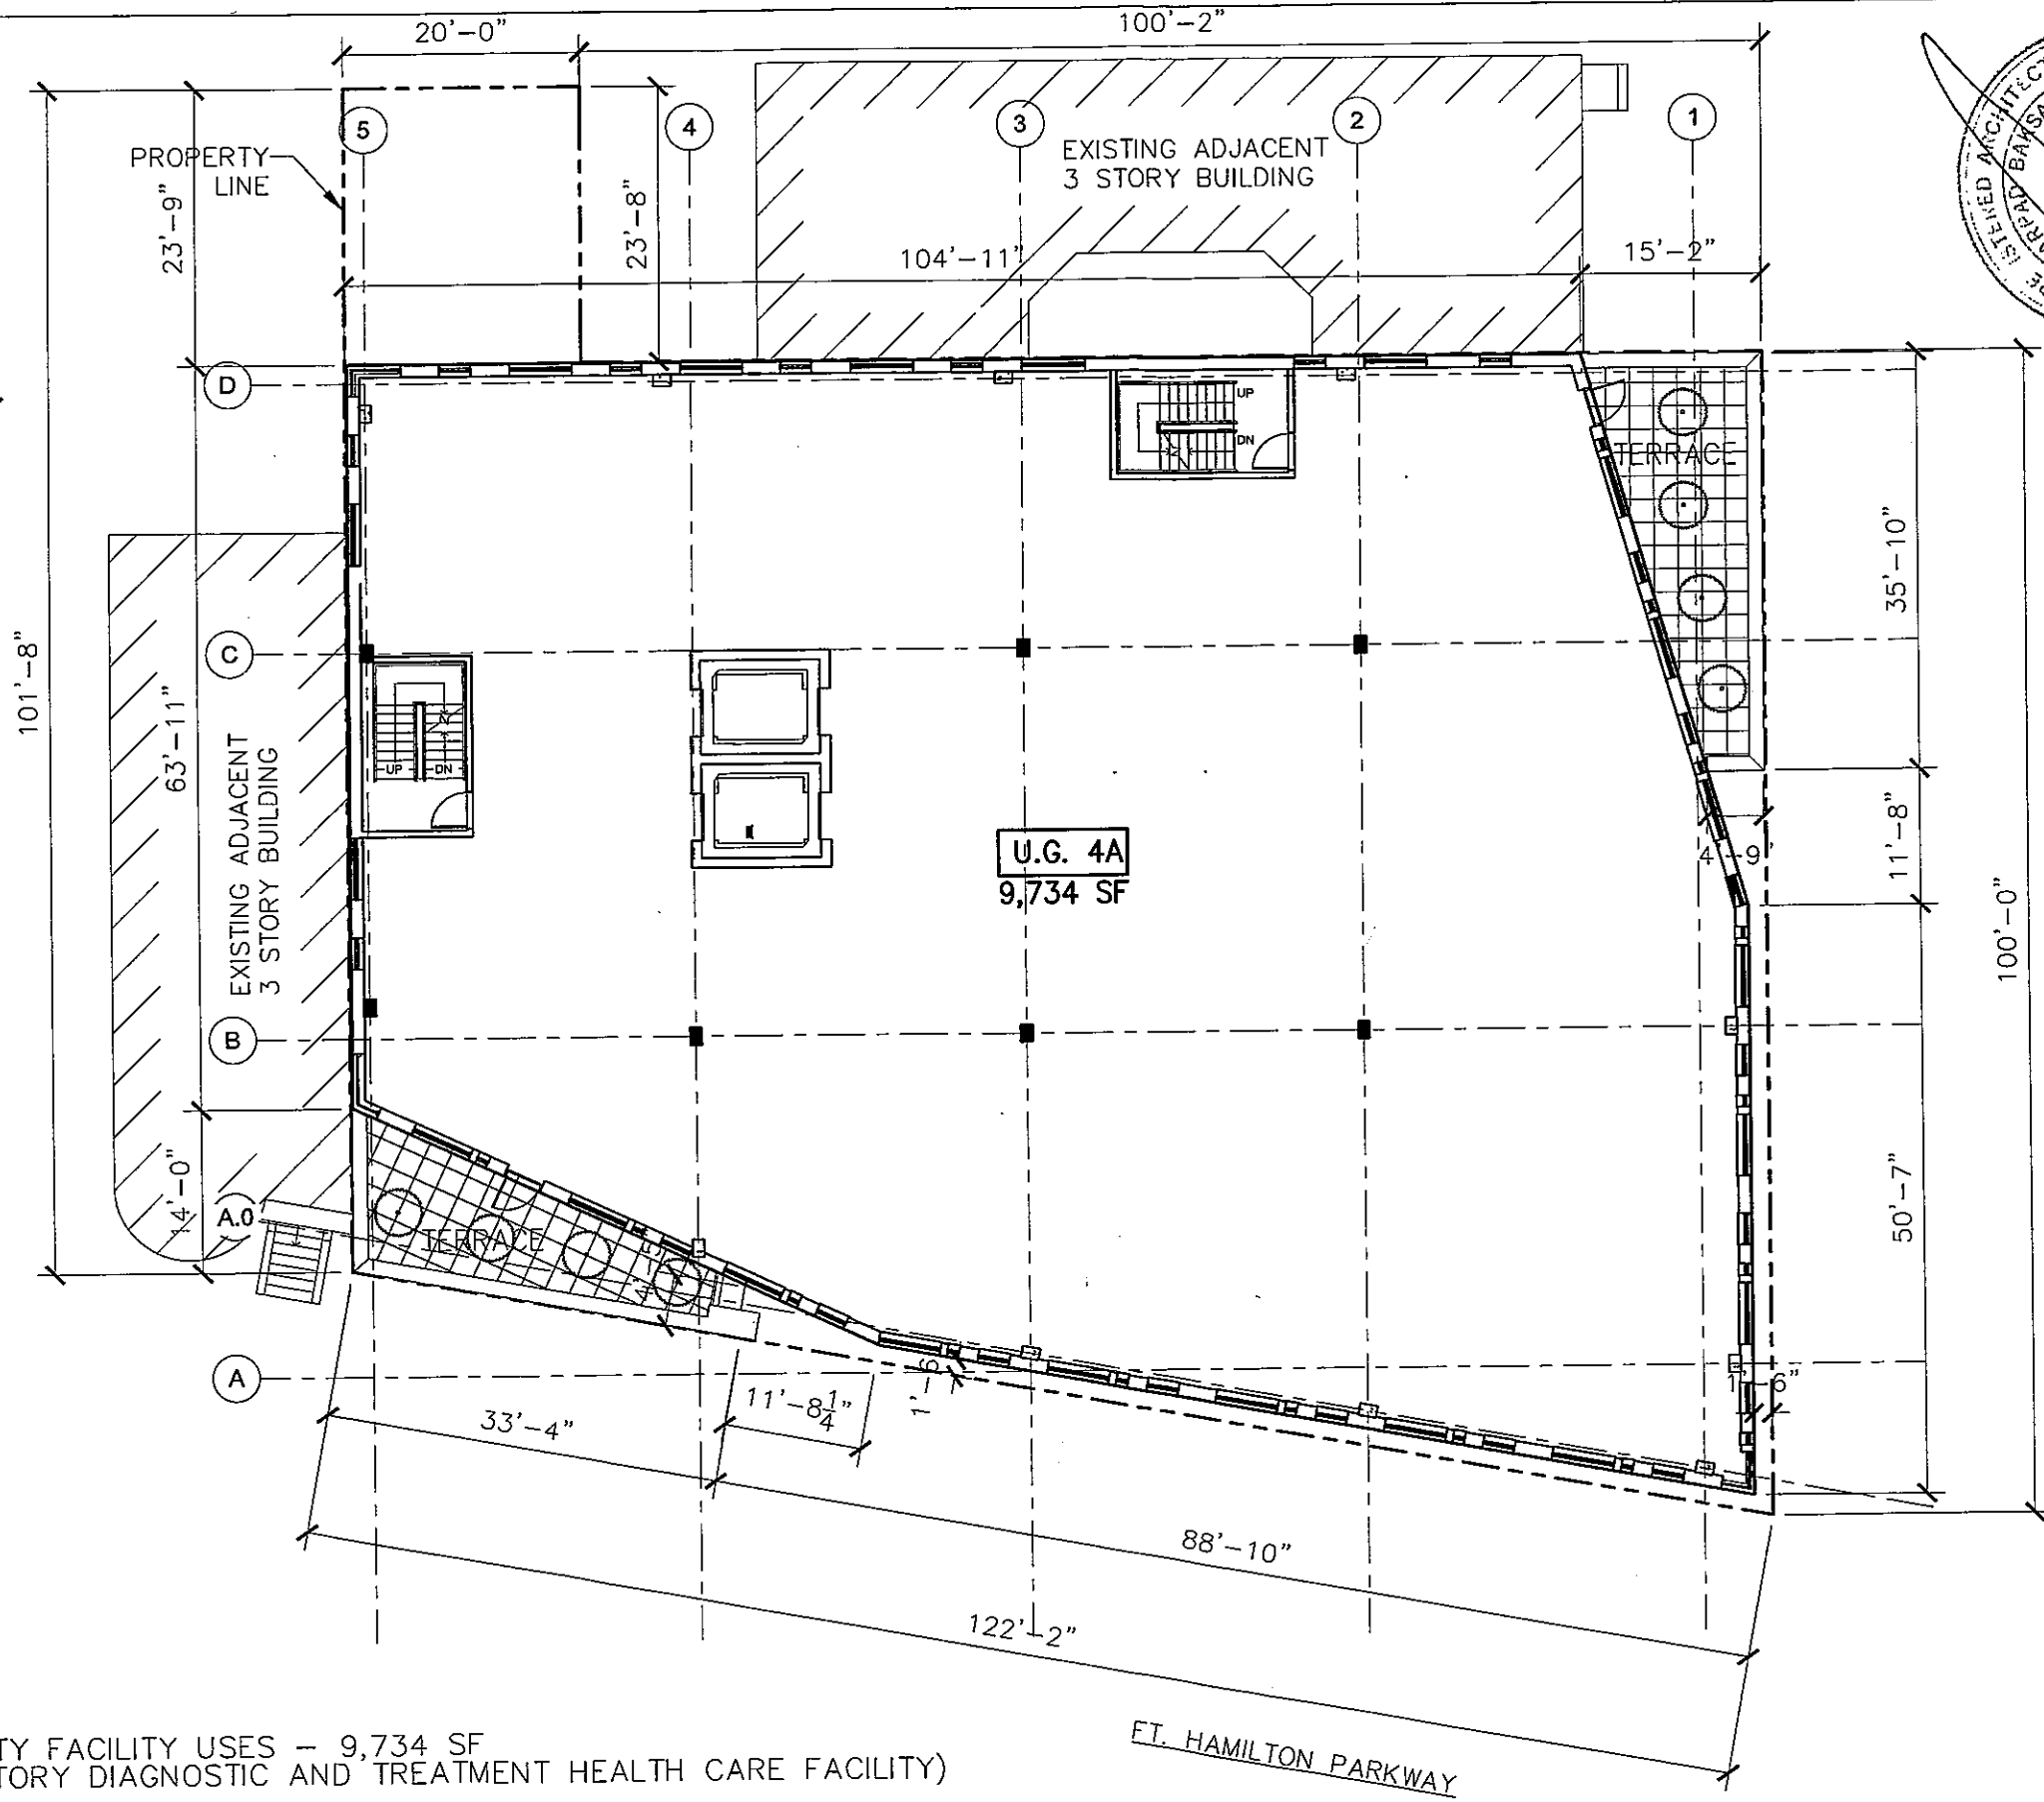 20'-0"
100'-2"
5
4
3
2
1
PROPERTY
LINE
EXISTING ADJACENT
3 STORY BUILDING
23'-9"
23'-8"
104'-11"
15'-2"
D
UP
DN
TERRACE
101'-8"
63'-11"
35'-10"
C
UP
DN
EXISTING ADJACENT
3 STORY BUILDING
U.G. 4A
9,734 SF
11'-8"
100'-0"
B
14'-0"
A.0
TERRACE
50'-7"
A
1'-6"
1'-6"
33'-4"
11'-8 1/4"
88'-10"
122'-2"
FT. HAMILTON PARKWAY
TY FACILITY USES – 9,734 SF
TORY DIAGNOSTIC AND TREATMENT HEALTH CARE FACILITY)